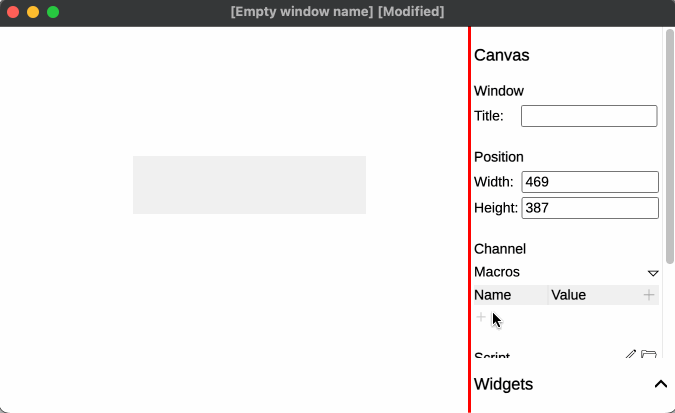 [Empty window name] [Modified]
Canvas
Window
Title:
Position
Width: 469
Height: 387
Channel
Macros
Name Value +
+
Script
Widgets